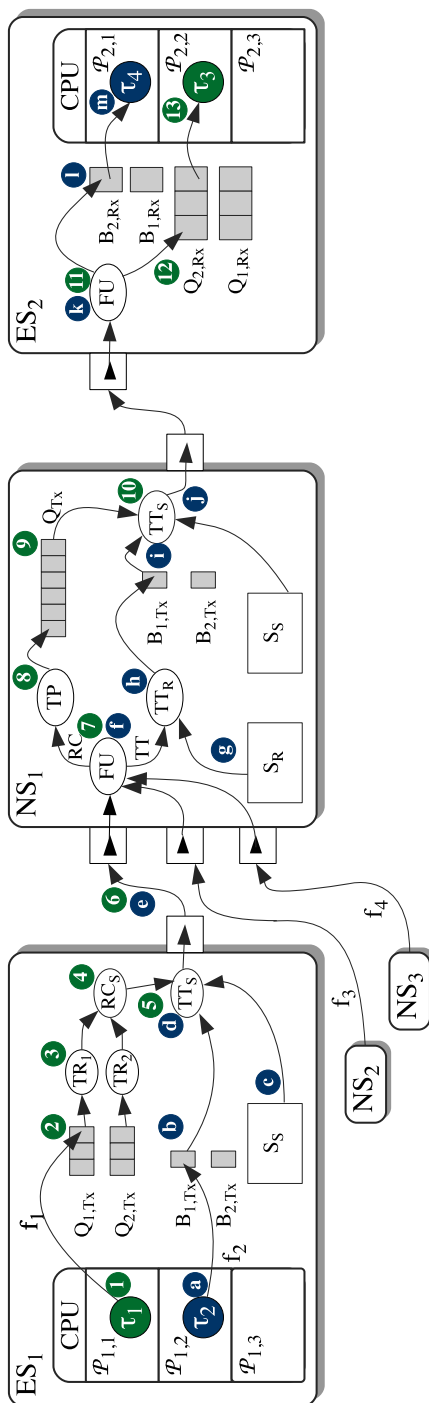 ES1
CPU
P1,1
τ1
1
P1,2
τ2
a
P1,3
f1
f2
2
Q1,Tx
Q2,Tx
3
TR1
TR2
4
RCS
b
B1,Tx
B2,Tx
c
SS
5
d
TTS
6
e
NS2
NS3
f3
f4
NS1
FU
7
f
RC
TT
8
TP
9
QTx
g
SR
h
TTR
B1,Tx
B2,Tx
i
SS
10
TTS
j
ES2
k
11
FU
l
B2,Rx
B1,Rx
12
Q2,Rx
Q1,Rx
CPU
P2,1
m
τ4
P2,2
13
τ3
P2,3